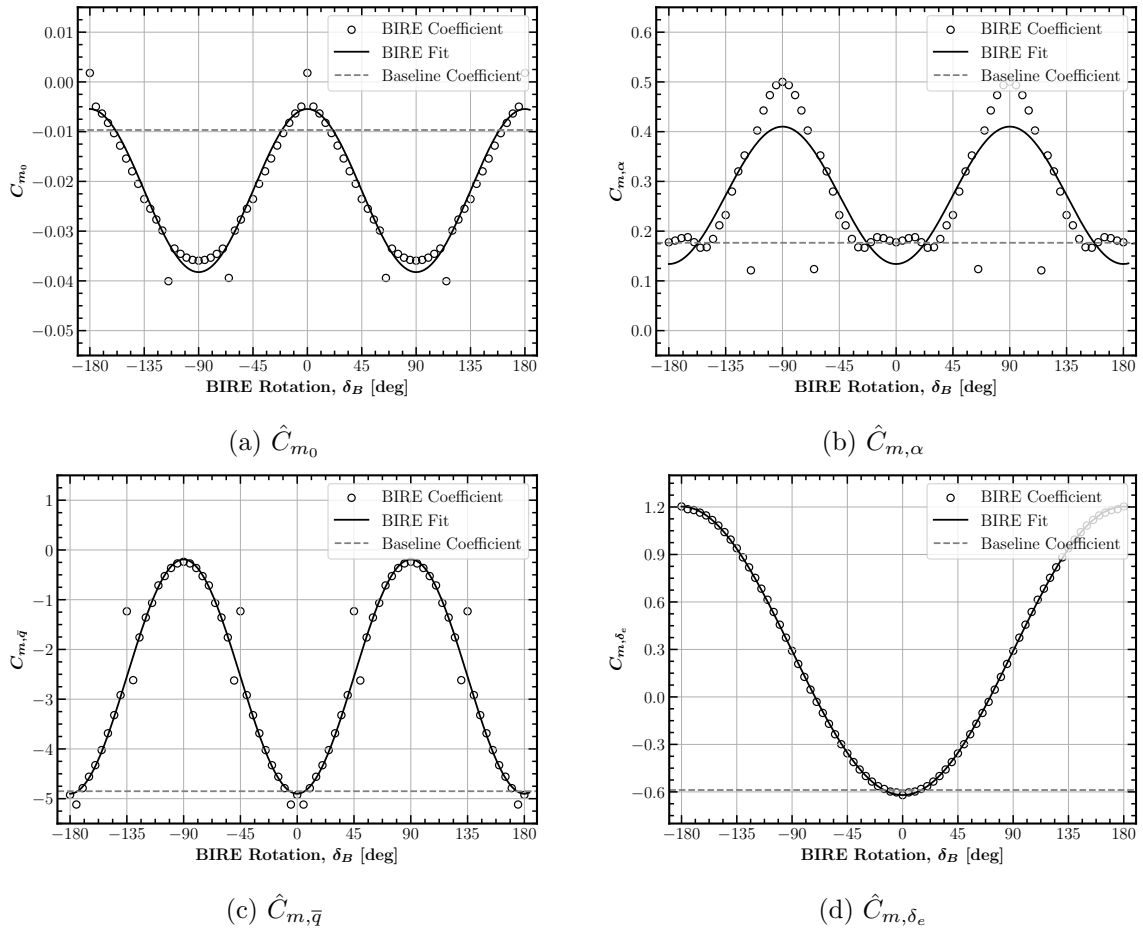 0.01
0.00
−0.01
−0.02
−0.03
−0.04
−0.05
C_{m_0}
−180 −135 −90 −45 0 45 90 135 180
BIRE Rotation, δ_B [deg]
BIRE Coefficient
BIRE Fit
Baseline Coefficient
(a) Ĉ_{m_0}
0.6
0.5
0.4
0.3
0.2
0.1
0.0
C_{m,α}
−180 −135 −90 −45 0 45 90 135 180
BIRE Rotation, δ_B [deg]
BIRE Coefficient
BIRE Fit
Baseline Coefficient
(b) Ĉ_{m,α}
1
0
−1
−2
−3
−4
−5
C_{m,q̄}
−180 −135 −90 −45 0 45 90 135 180
BIRE Rotation, δ_B [deg]
BIRE Coefficient
BIRE Fit
Baseline Coefficient
(c) Ĉ_{m,q̄}
1.2
0.9
0.6
0.3
0.0
−0.3
−0.6
C_{m,δ_e}
−180 −135 −90 −45 0 45 90 135 180
BIRE Rotation, δ_B [deg]
BIRE Coefficient
BIRE Fit
Baseline Coefficient
(d) Ĉ_{m,δ_e}